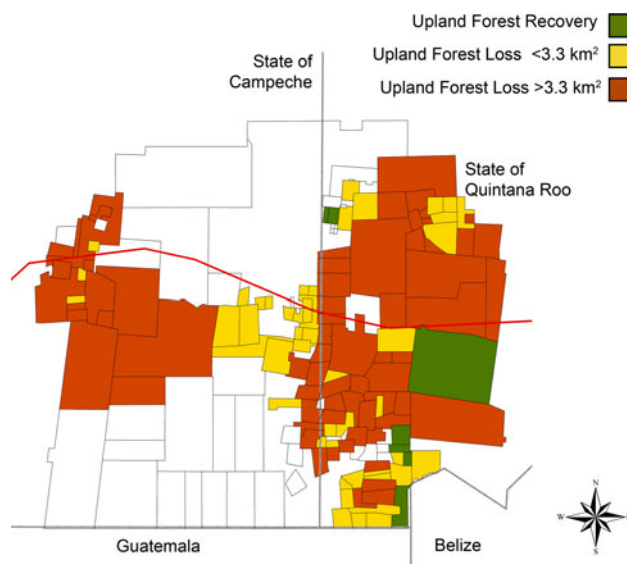 Upland Forest Recovery
Upland Forest Loss <3.3 km²
Upland Forest Loss >3.3 km²
State of
Campeche
State of
Quintana Roo
N
Guatemala
Belize